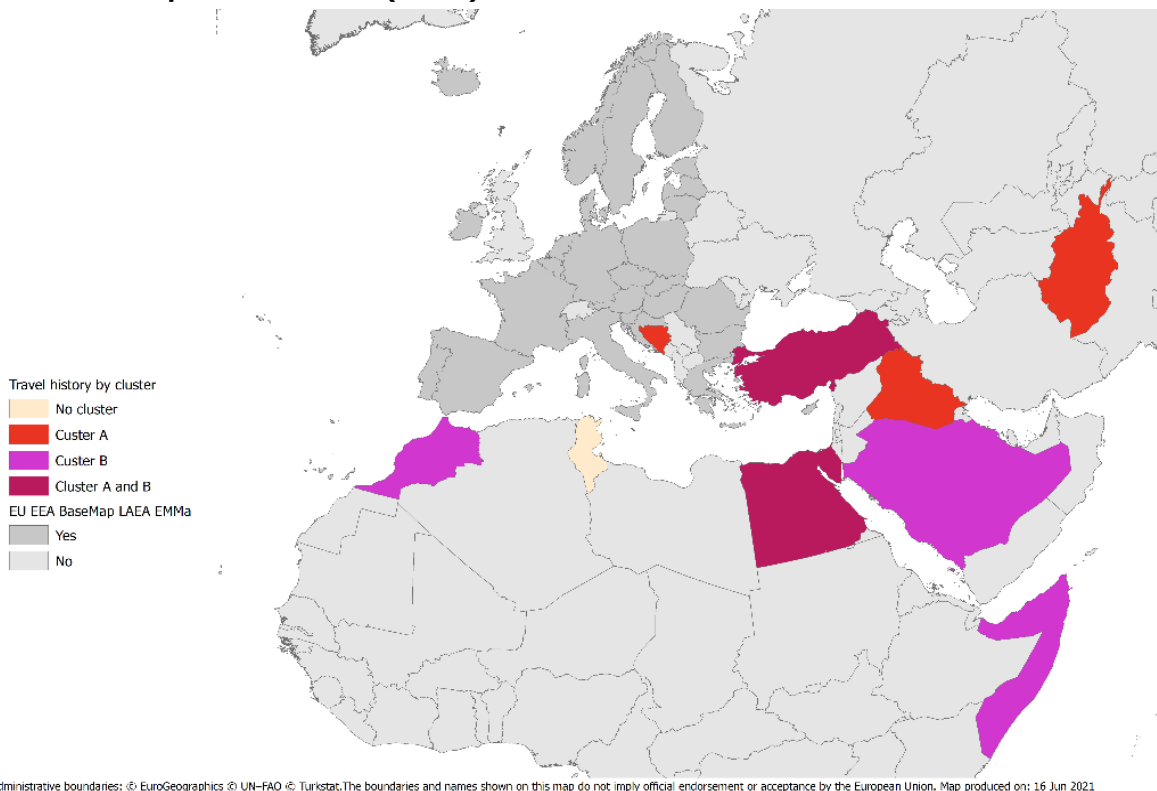 Travel history by cluster
No cluster
Custer A
Custer B
Cluster A and B
EU EEA BaseMap LAEA EMMa
Yes
No
dministrative boundaries: © EuroGeographics © UN–FAO © Turkstat.The boundaries and names shown on this map do not imply official endorsement or acceptance by the European Union. Map produced on: 16 Jun 2021